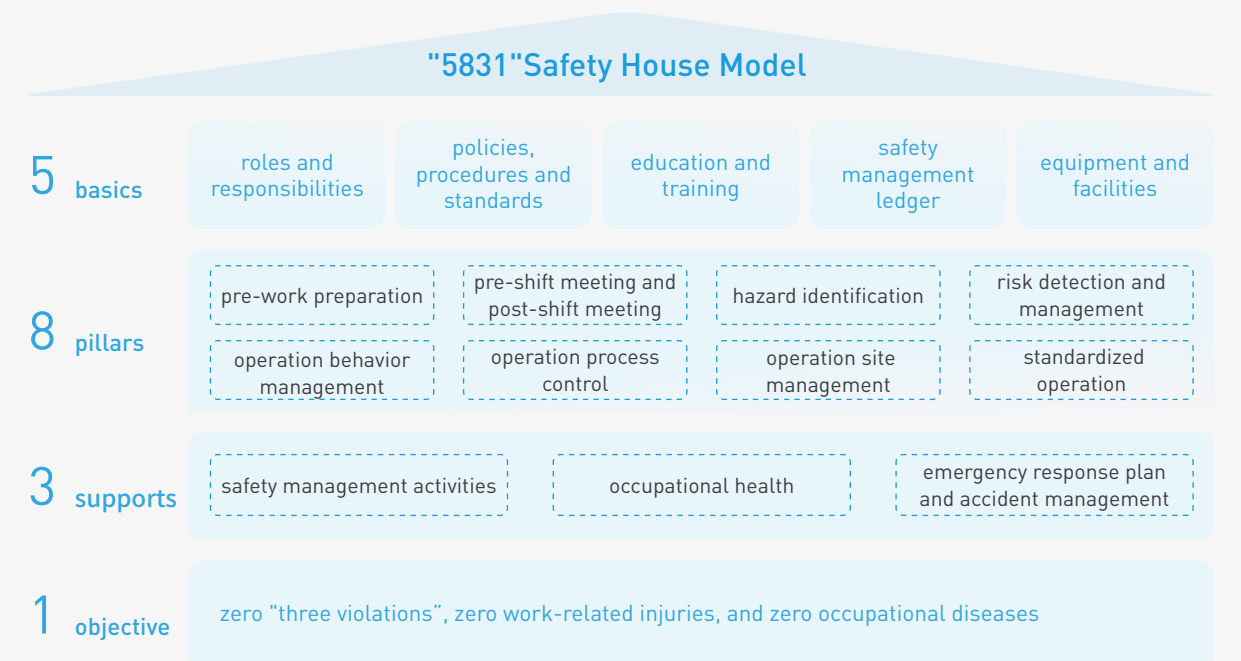 "5831"Safety House Model
5 basics
roles and
responsibilities
policies,
procedures and
standards
education and
training
safety
management
ledger
equipment and
facilities
8 pillars
pre-work preparation
pre-shift meeting and
post-shift meeting
hazard identification
risk detection and
management
operation behavior
management
operation process
control
operation site
management
standardized
operation
3 supports
safety management activities
occupational health
emergency response plan
and accident management
1 objective
zero "three violations”, zero work-related injuries, and zero occupational diseases